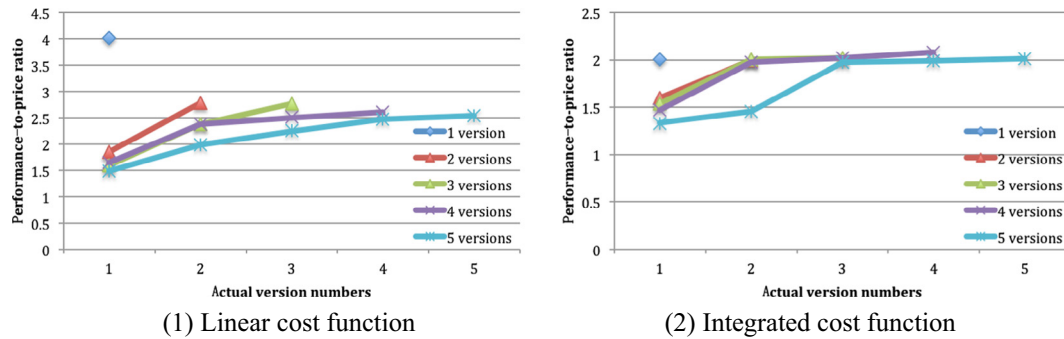 4.5
4
3.5
3
2.5
2
1.5
1
0.5
0
Performance-to-price ratio
1 version
2 versions
3 versions
4 versions
5 versions
1 2 3 4 5
Actual version numbers
(1) Linear cost function
2.5
2
1.5
1
0.5
0
Performance-to-price ratio
1 version
2 versions
3 versions
4 versions
5 versions
1 2 3 4 5
Actual version numbers
(2) Integrated cost function